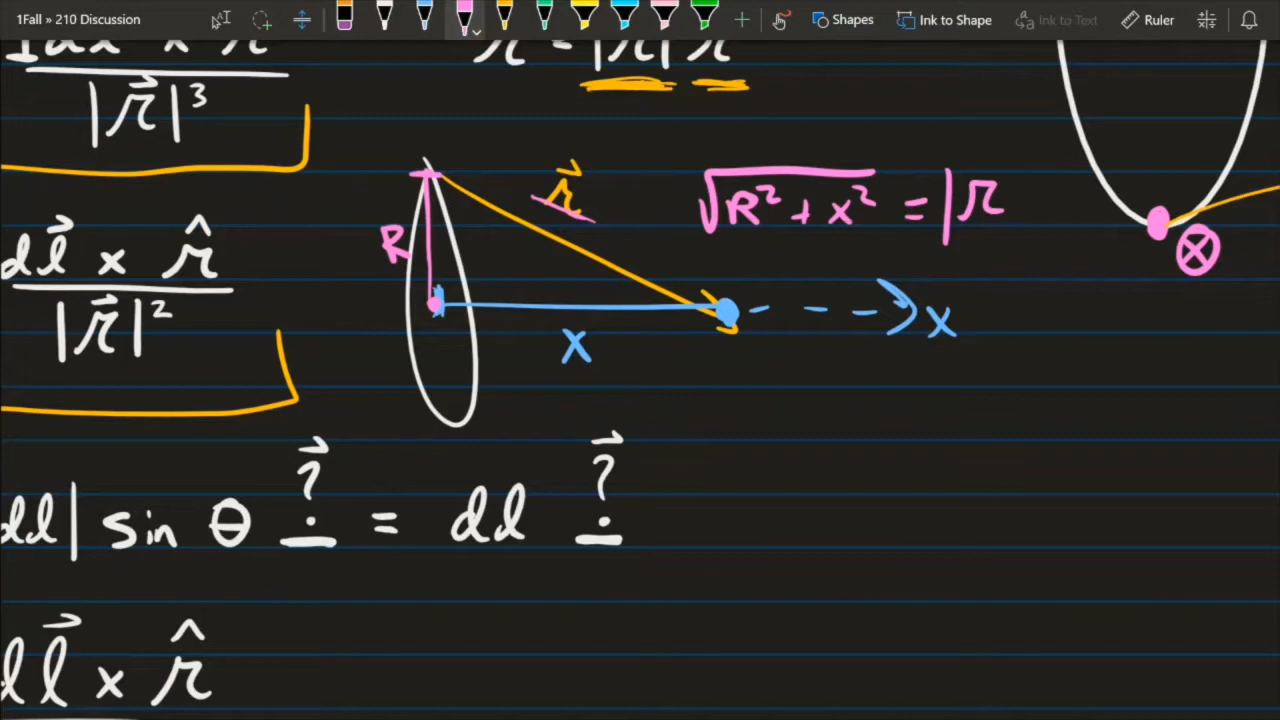 1Fall » 210 Discussion
Shapes
Ink to Shape
Ink to Text
Ruler
|r⃗|³
r⃗
√R² + x² = |r
R
dl⃗ x r̂
|r⃗|²
x
x
dl| sin θ ?⃗ = dl ?⃗
dl⃗ x r̂